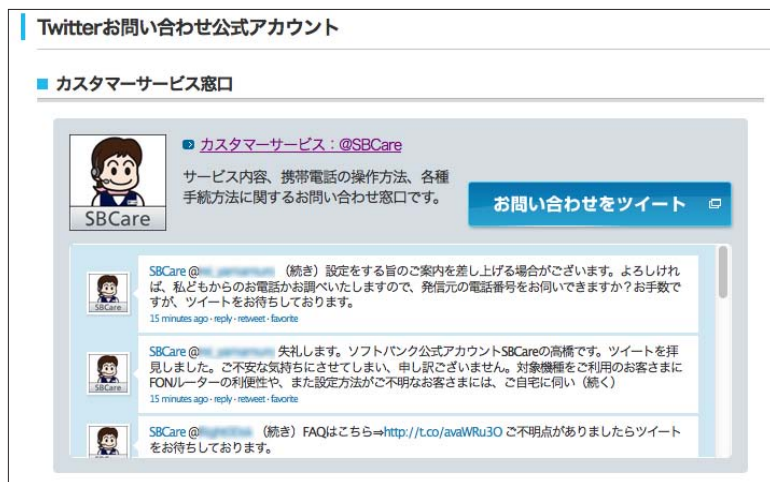 Twitterお問い合わせ公式アカウント
カスタマーサービス窓口
カスタマーサービス：@SBCare
サービス内容、携帯電話の操作方法、各種
手続方法に関するお問い合わせ窓口です。
お問い合わせをツイート
SBCare
SBCare @ （続き）設定をする旨のご案内を差し上げる場合がございます。よろしけれ
ば、私どもからのお電話かお調べいたしますので、発信元の電話番号をお伺いできますか？お手数で
すが、ツイートをお待ちしております。
15 minutes ago · reply · retweet · favorite
SBCare
SBCare @ 失礼します。ソフトバンク公式アカウントSBCareの高橋です。ツイートを拝
見しました。ご不安な気持ちにさせてしまい、申し訳ございません。対象機種をご利用のお客さまに
FONルーターの利便性や、また設定方法がご不明なお客さまには、ご自宅に伺い（続く）
15 minutes ago · reply · retweet · favorite
SBCare
SBCare @ （続き）FAQはこちら⇒http://t.co/avaWRu3O ご不明点がありましたらツイート
をお待ちしております。